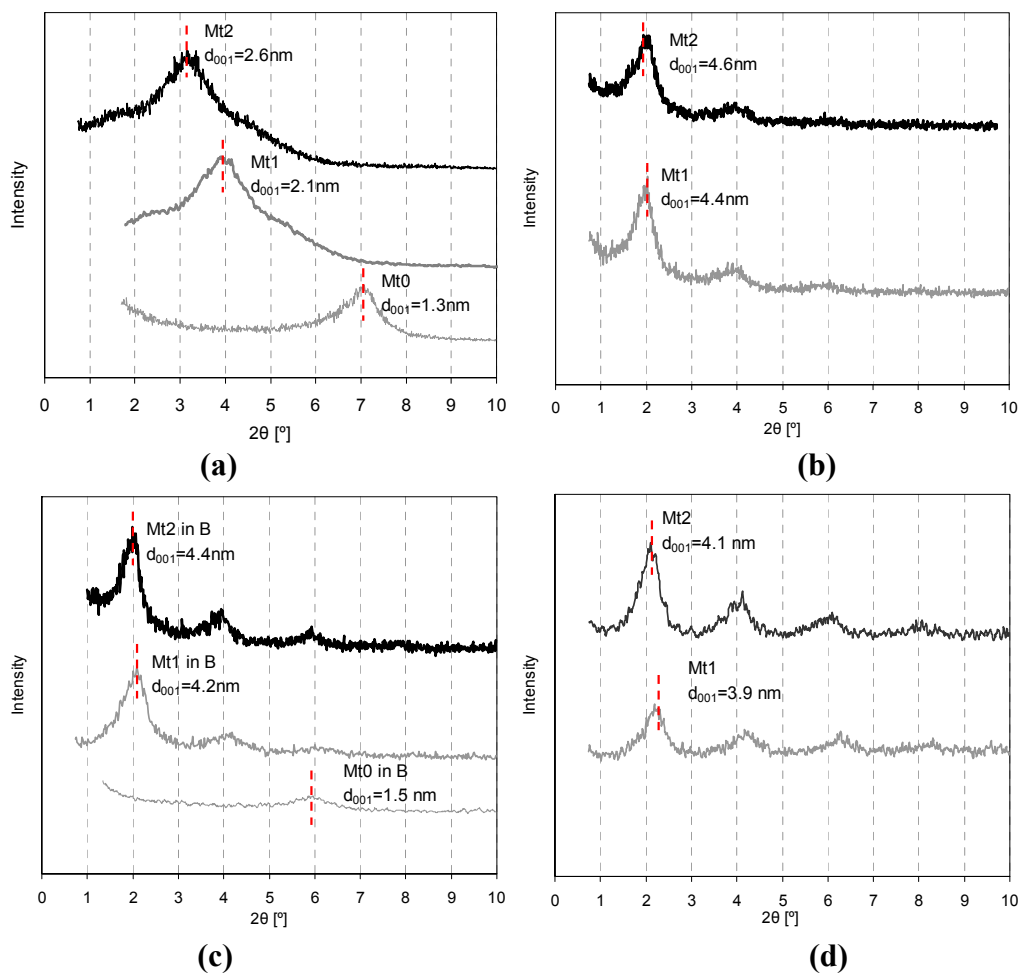 Mt2
d001=2.6nm
Mt1
d001=2.1nm
Mt0
d001=1.3nm
Intensity
0 1 2 3 4 5 6 7 8 9 10
2θ [º]
(a)
Mt2
d001=4.6nm
Mt1
d001=4.4nm
Intensity
0 1 2 3 4 5 6 7 8 9 10
2θ [º]
(b)
Mt2 in B
d001=4.4nm
Mt1 in B
d001=4.2nm
Mt0 in B
d001=1.5 nm
Intensity
0 1 2 3 4 5 6 7 8 9 10
2θ [º]
(c)
Mt2
d001=4.1 nm
Mt1
d001=3.9 nm
Intensity
0 1 2 3 4 5 6 7 8 9 10
2θ [º]
(d)